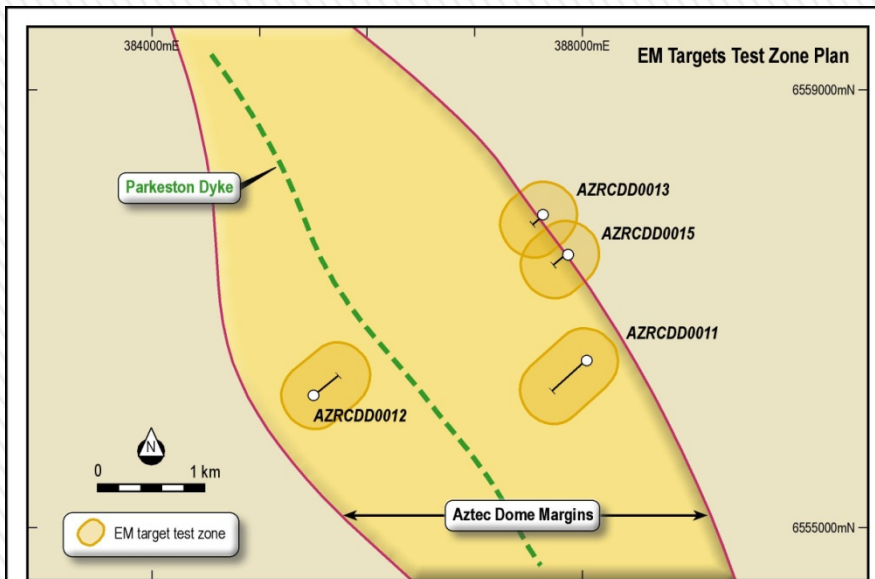 384000mE
388000mE
EM Targets Test Zone Plan
6559000mN
Parkeston Dyke
AZRCDD0013
AZRCDD0015
AZRCDD0011
AZRCDD0012
N
0 1 km
Aztec Dome Margins
6555000mN
EM target test zone